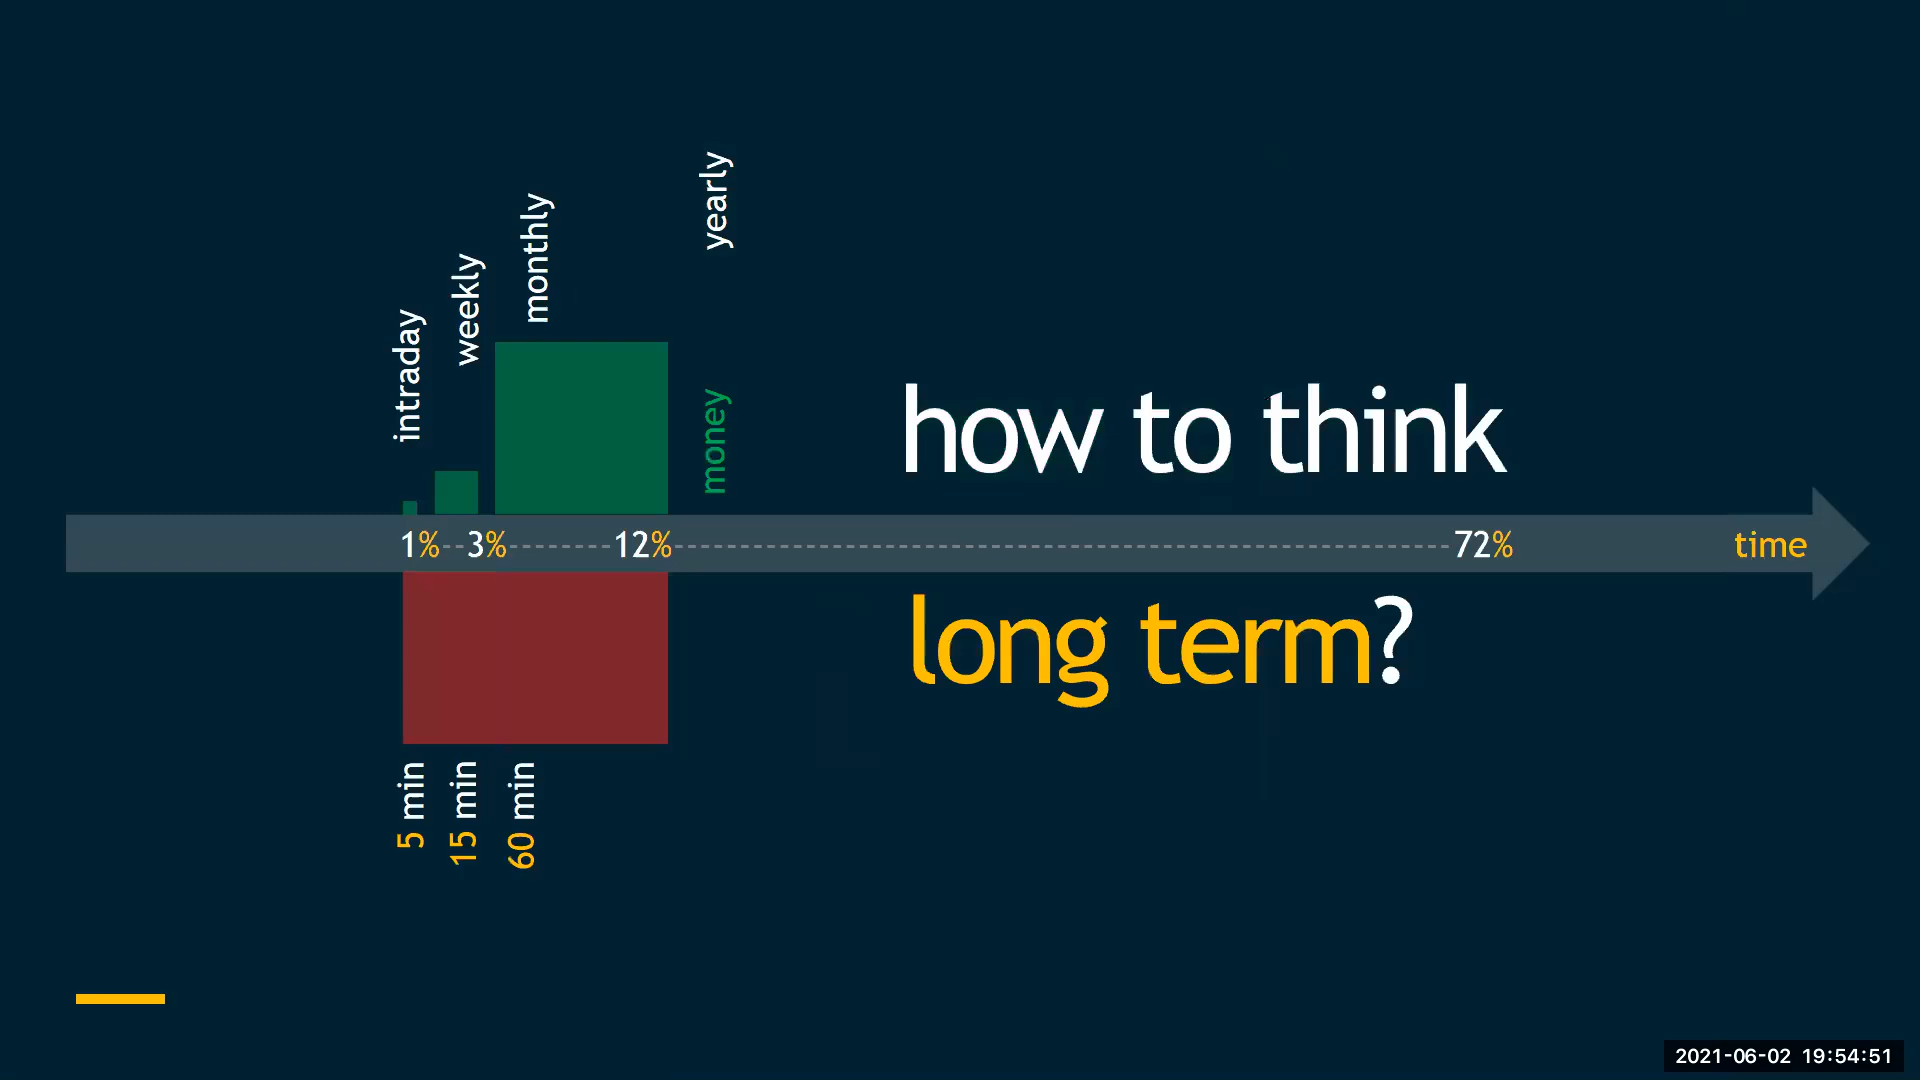 yearly
monthly
weekly
intraday
money
how to think
1% 3% 12% 72% time
long term?
5 min
15 min
60 min
2021-06-02 19:54:51